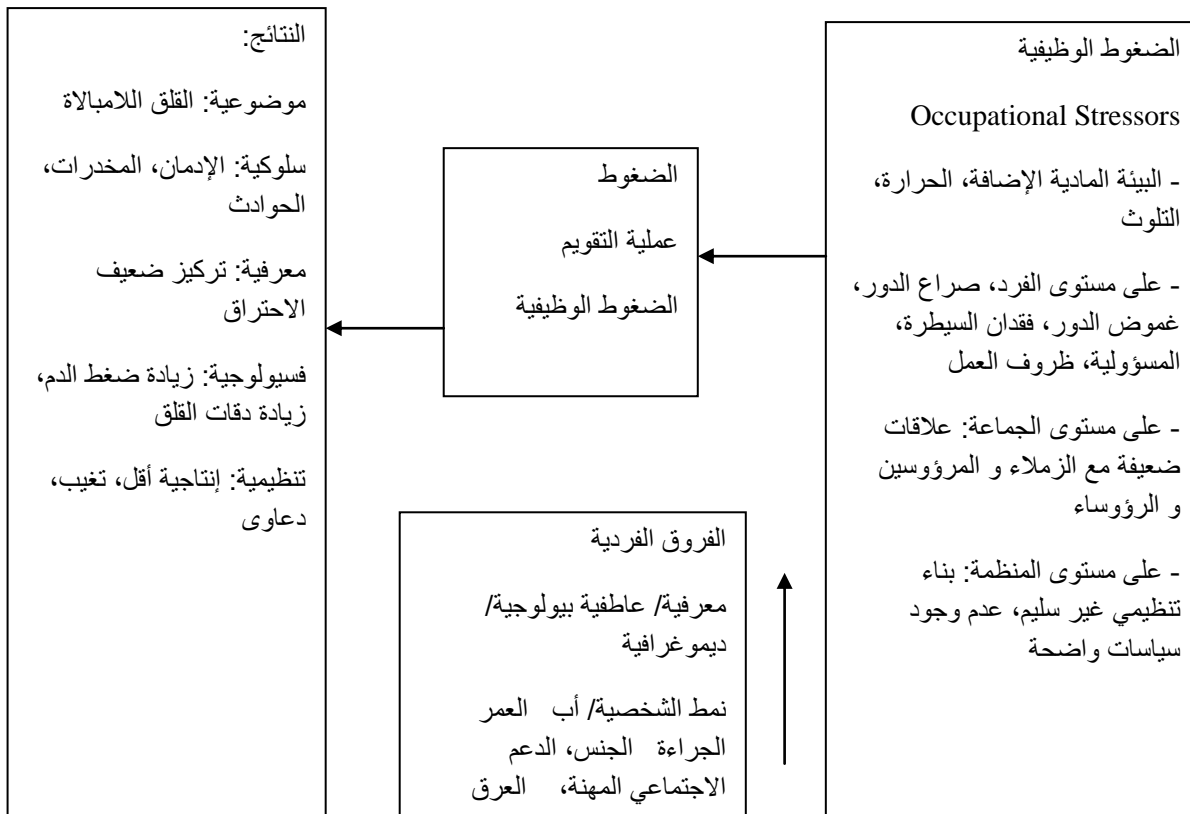 الضغوط الوظيفية
Occupational Stressors
- البيئة المادية الإضافة، الحرارة،
التلوث
- على مستوى الفرد، صراع الدور،
غموض الدور، فقدان السيطرة،
المسؤولية، ظروف العمل
- على مستوى الجماعة: علاقات
ضعيفة مع الزملاء و المرؤوسين
و الرؤوساء
- على مستوى المنظمة: بناء
تنظيمي غير سليم، عدم وجود
سياسات واضحة
الضغوط
عملية التقويم
الضغوط الوظيفية
الفروق الفردية
معرفية/ عاطفية بيولوجية/
ديموغرافية
نمط الشخصية/ أب العمر
الجراءة الجنس، الدعم
الاجتماعي المهنة، العرق
النتائج:
موضوعية: القلق اللامبالاة
سلوكية: الإدمان، المخدرات،
الحوادث
معرفية: تركيز ضعيف
الاحتراق
فسيولوجية: زيادة ضغط الدم،
زيادة دقات القلق
تنظيمية: إنتاجية أقل، تغيب،
دعاوى